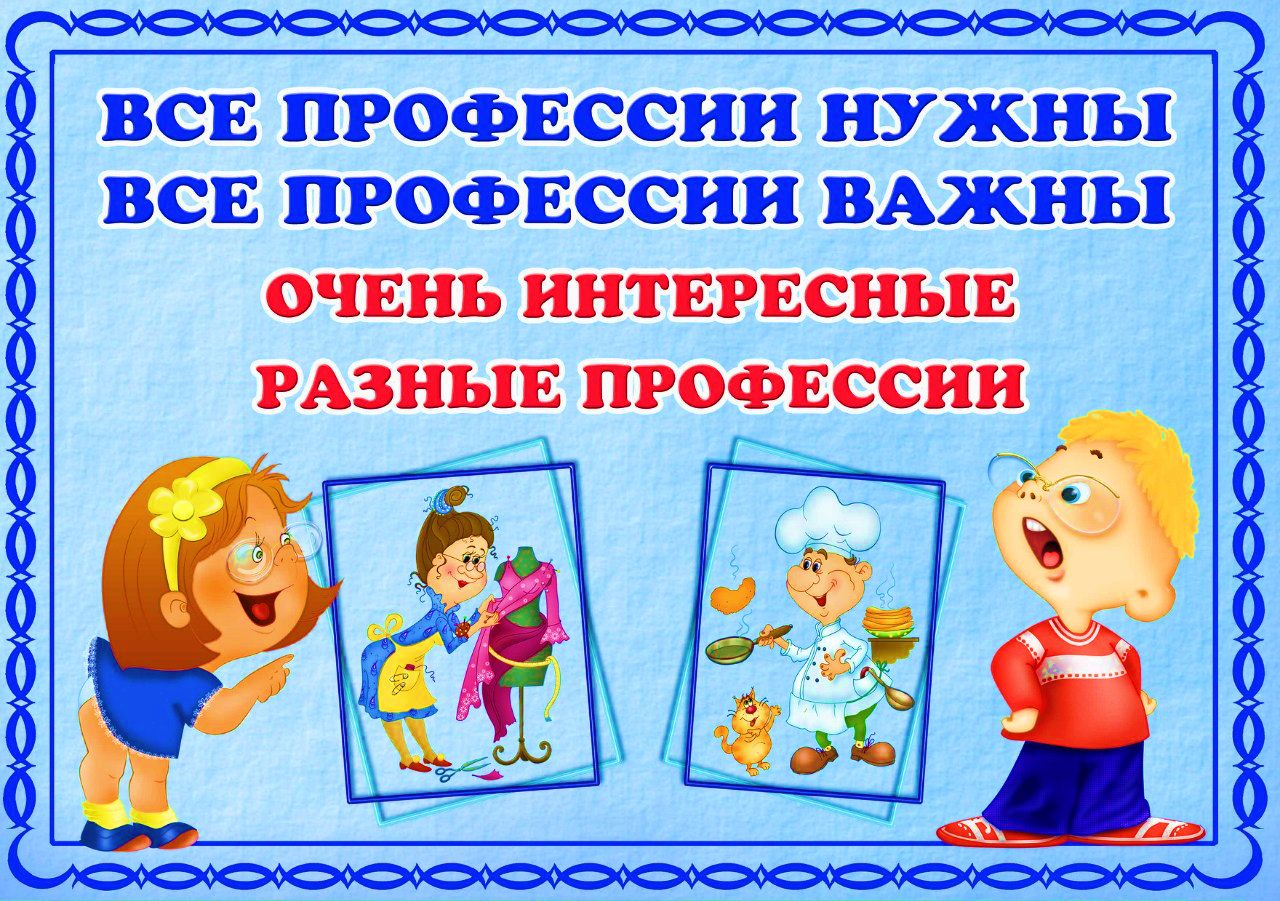 ВСЕ ПРОФЕССИИ НУЖНЫ
ВСЕ ПРОФЕССИИ ВАЖНЫ
ОЧЕНЬ ИНТЕРЕСНЫЕ
РАЗНЫЕ ПРОФЕССИИ